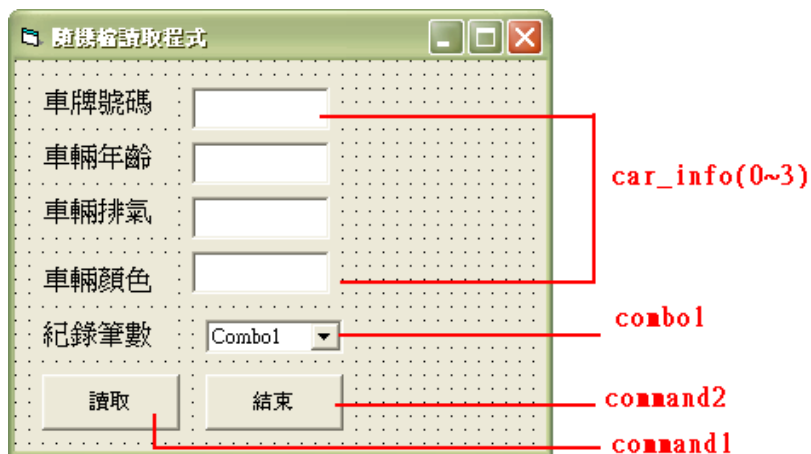 隨機檔讀取程式
車牌號碼
車輛年齡
車輛排氣
car_info(0~3)
車輛顏色
紀錄筆數
Combo1
combo1
讀取
結束
command2
command1